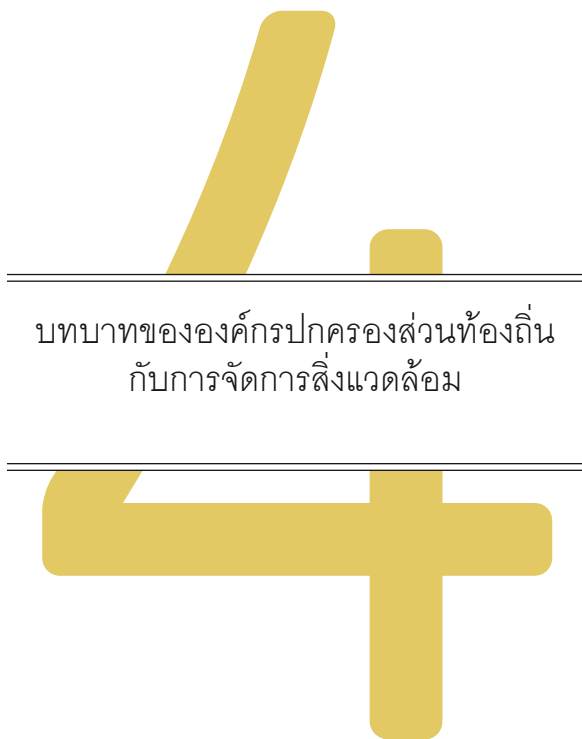 4
บทบาทขององค์กรปกครองส่วนท้องถิ่น
กับการจัดการสิ่งแวดล้อม